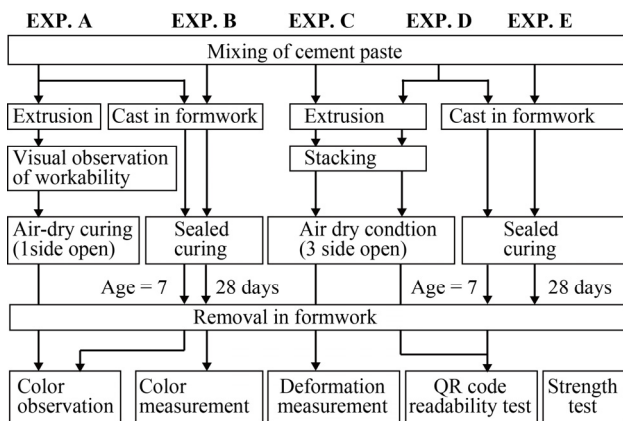 EXP. A EXP. B EXP. C EXP. D EXP. E
Mixing of cement paste
Extrusion Cast in formwork Extrusion Cast in formwork
Visual observation
of workability
Stacking
Air-dry curing
(1side open)
Sealed
curing
Air dry condtion
(3 side open)
Sealed
curing
Age = 7 28 days Age = 7 28 days
Removal in formwork
Color
observation
Color
measurement
Deformation
measurement
QR code
readability test
Strength
test